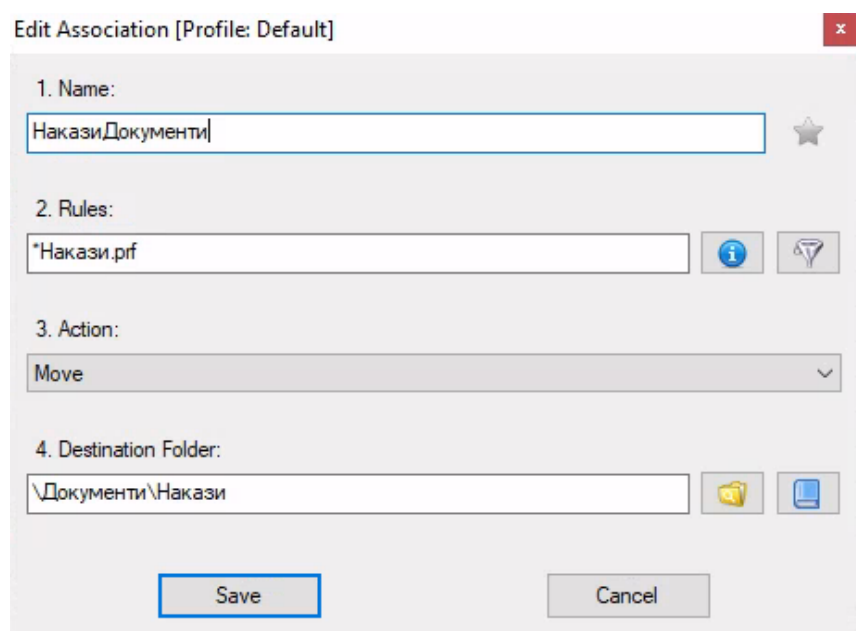 Edit Association [Profile: Default]
x
1. Name:
НаказиДокументи
2. Rules:
*Накази.prf
3. Action:
Move
4. Destination Folder:
\Документи\Накази
Save Cancel